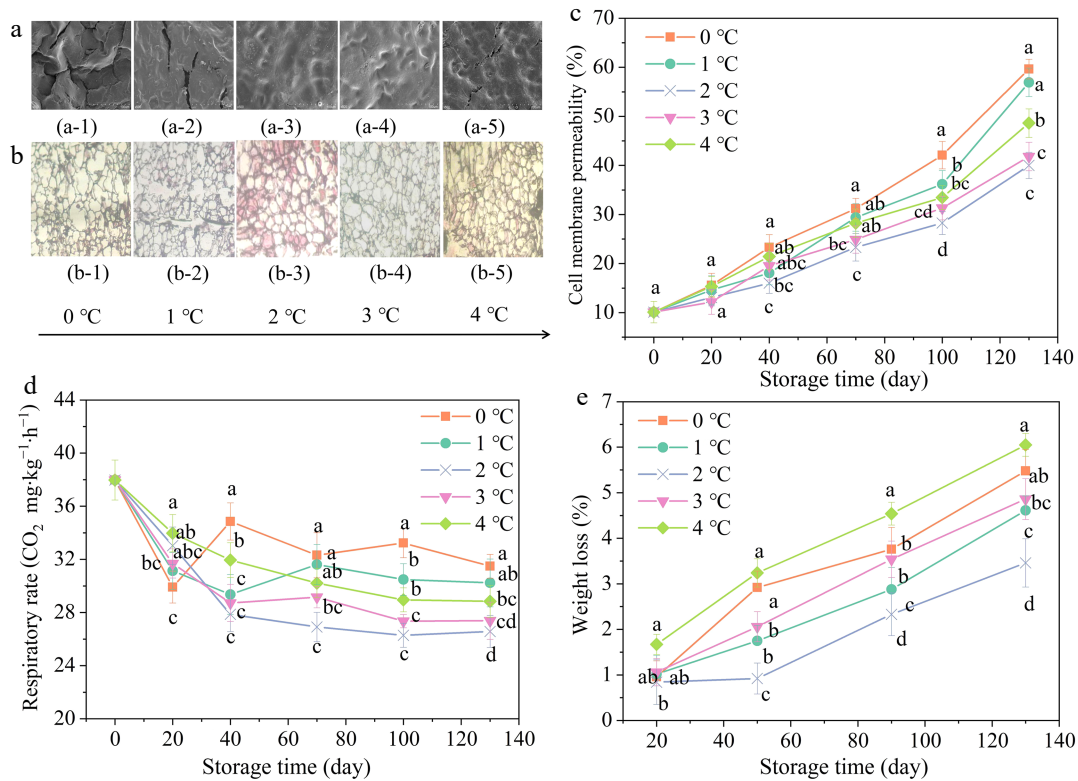 a
(a-1) (a-2) (a-3) (a-4) (a-5)
b
(b-1) (b-2) (b-3) (b-4) (b-5)
0 ℃ 1 ℃ 2 ℃ 3 ℃ 4 ℃
c
Cell membrane permeability (%)
70
60
50
40
30
20
10
0 ℃
1 ℃
2 ℃
3 ℃
4 ℃
a
a
a
a
ab
abc
bc
c
a
ab
ab
bc
c
a
b
bc
cd
d
a
a
b
c
c
0 20 40 60 80 100 120 140
Storage time (day)
d
Respiratory rate (CO₂ mg·kg⁻¹·h⁻¹)
44
40
36
32
28
24
20
0 ℃
1 ℃
2 ℃
3 ℃
4 ℃
a
ab
abc
bc
c
a
b
c
c
c
a
a
ab
bc
c
a
b
b
c
c
a
ab
bc
cd
d
0 20 40 60 80 100 120 140
Storage time (day)
e
Weight loss (%)
7
6
5
4
3
2
1
0
0 ℃
1 ℃
2 ℃
3 ℃
4 ℃
a
ab
ab
b
a
a
b
b
c
a
b
b
c
d
a
ab
bc
c
d
20 40 60 80 100 120 140
Storage time (day)